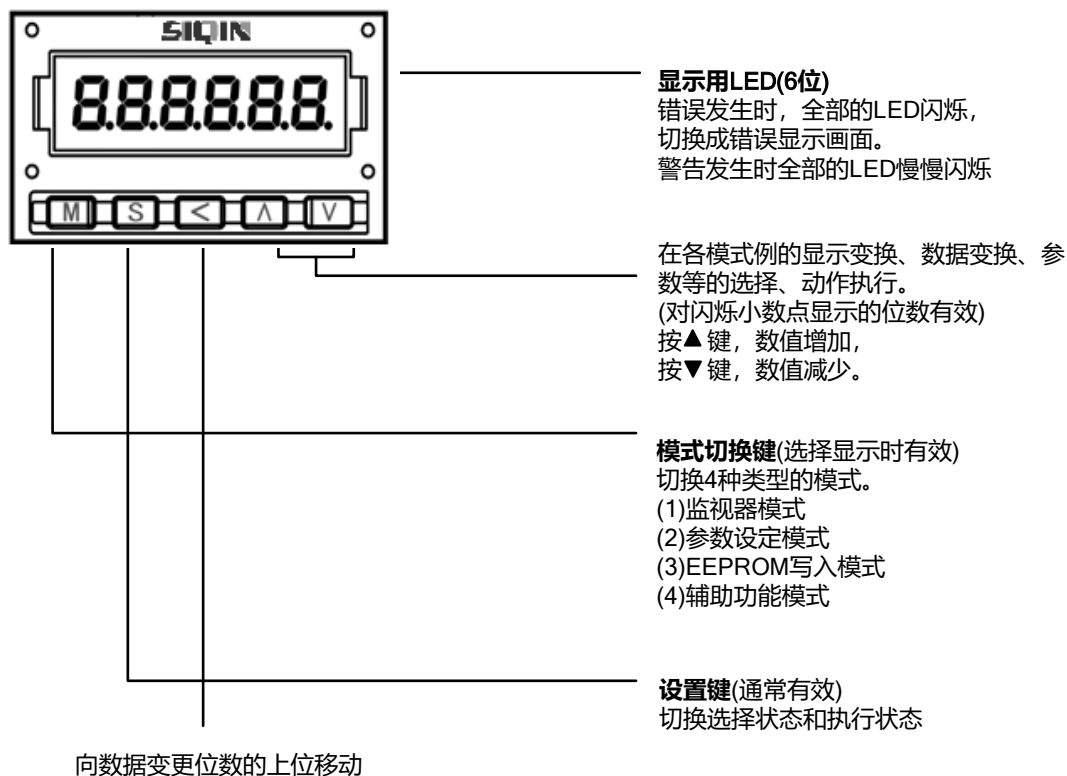 SIQIN
8.8.8.8.8.8.
M S < ∧ ∨
显示用LED(6位)
错误发生时，全部的LED闪烁，
切换成错误显示画面。
警告发生时全部的LED慢慢闪烁
在各模式例的显示变换、数据变换、参
数等的选择、动作执行。
(对闪烁小数点显示的位数有效)
按▲键，数值增加，
按▼键，数值减少。
模式切换键(选择显示时有效)
切换4种类型的模式。
(1)监视器模式
(2)参数设定模式
(3)EEPROM写入模式
(4)辅助功能模式
设置键(通常有效)
切换选择状态和执行状态
向数据变更位数的上位移动